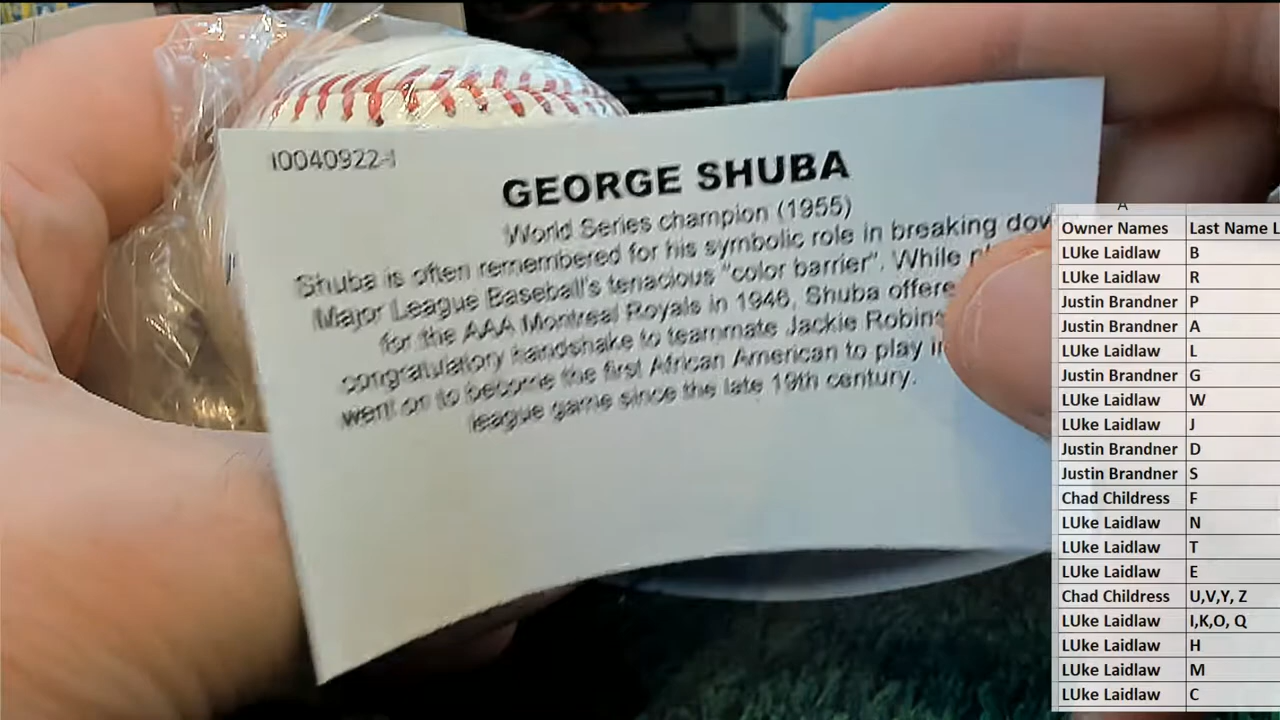 10040922-1
GEORGE SHUBA
World Series champion (1955)
Shuba is often remembered for his symbolic role in breaking dow
Major League Baseball's tenacious "color barrier". While
for the AAA Montreal Royals in 1946, Shuba offere
congratulatory handshake to teammate Jackie Robins
went on to become the first African American to play in
league game since the late 19th century.
A
Owner Names Last Name L
LUke Laidlaw B
LUke Laidlaw R
Justin Brandner P
Justin Brandner A
LUke Laidlaw L
Justin Brandner G
LUke Laidlaw W
LUke Laidlaw J
Justin Brandner D
Justin Brandner S
Chad Childress F
LUke Laidlaw N
LUke Laidlaw T
LUke Laidlaw E
Chad Childress U,V,Y, Z
LUke Laidlaw I,K,O, Q
LUke Laidlaw H
LUke Laidlaw M
LUke Laidlaw C